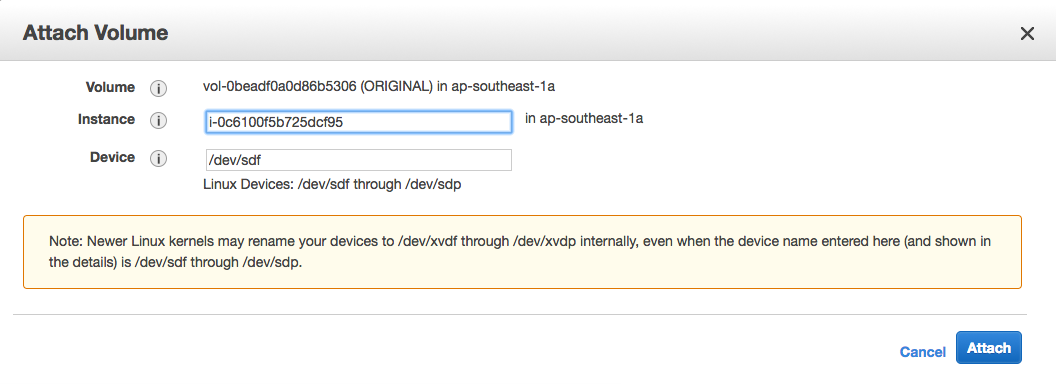 Attach Volume
Volume i vol-0beadf0a0d86b5306 (ORIGINAL) in ap-southeast-1a
Instance i i-0c6100f5b725dcf95 in ap-southeast-1a
Device i /dev/sdf
Linux Devices: /dev/sdf through /dev/sdp
Note: Newer Linux kernels may rename your devices to /dev/xvdf through /dev/xvdp internally, even when the device name entered here (and shown in
the details) is /dev/sdf through /dev/sdp.
Cancel Attach